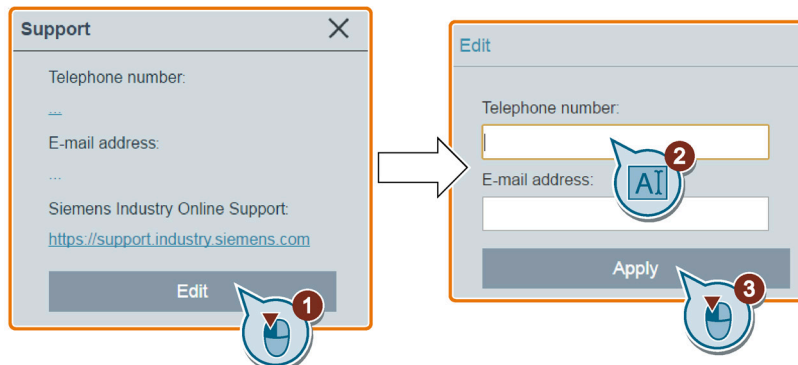 Support
Telephone number:
...
E-mail address:
...
Siemens Industry Online Support:
https://support.industry.siemens.com
Edit
1
Edit
Telephone number:
2
AI
E-mail address:
Apply
3